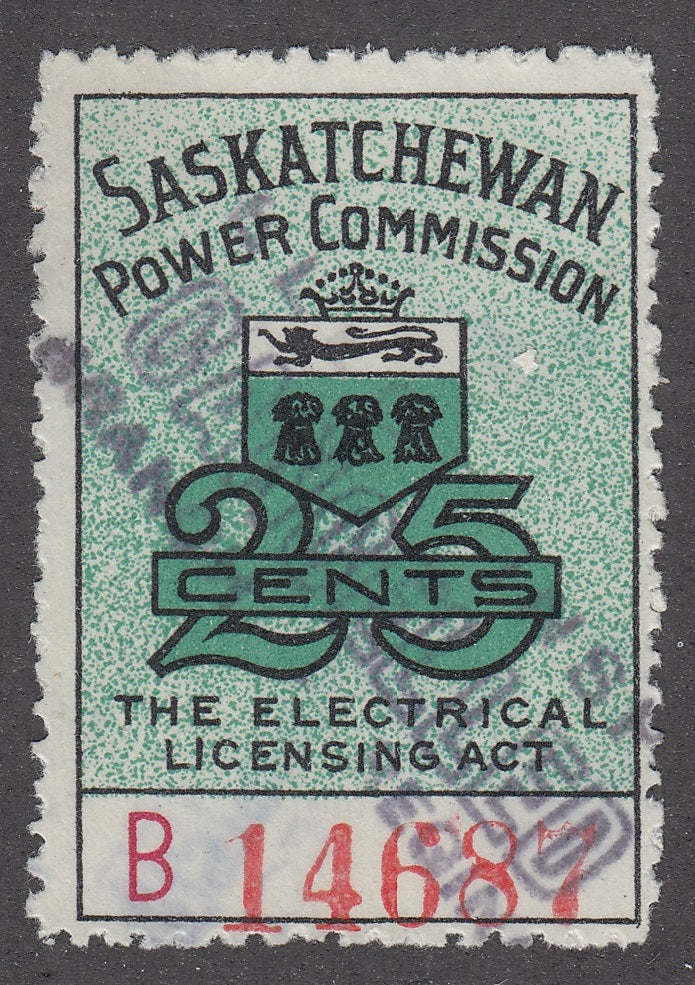 SASKATCHEWAN
POWER COMMISSION
25
CENTS
THE ELECTRICAL
LICENSING ACT
B 14687